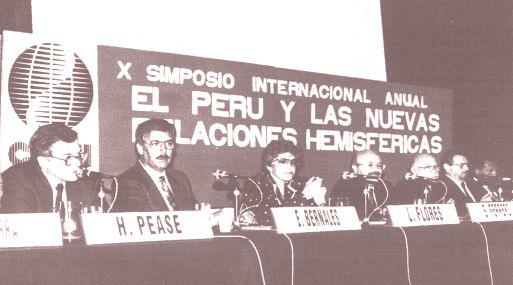 X SIMPOSIO INTERNACIONAL ANUAL
EL PERU Y LAS NUEVAS
RELACIONES HEMISFERICAS
H. PEASE
E. BERNALES
L. FLORES